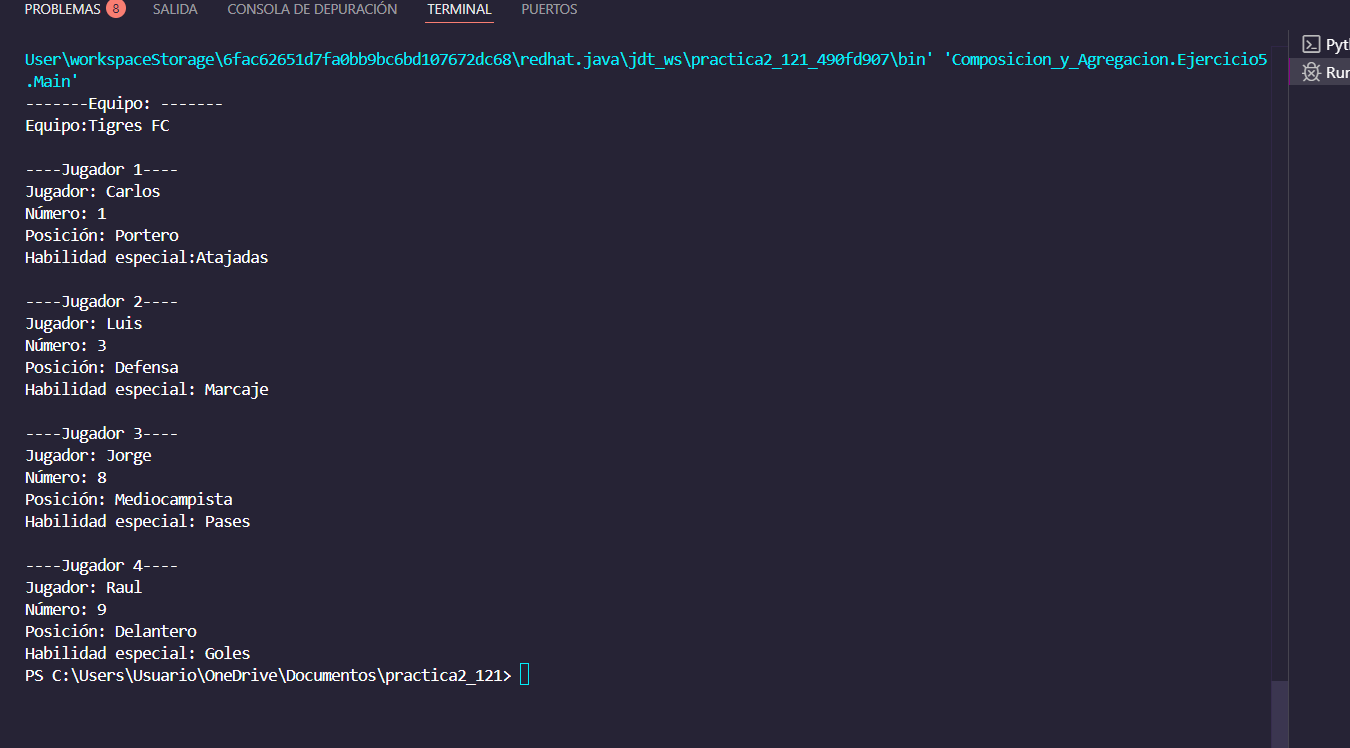 PROBLEMAS 8 SALIDA CONSOLA DE DEPURACIÓN TERMINAL PUERTOS
User\workspaceStorage\6fac62651d7fa0bb9bc6bd107672dc68\redhat.java\jdt_ws\practica2_121_490fd907\bin' 'Composicion_y_Agregacion.Ejercicio5
.Main'
-------Equipo: -------
Equipo:Tigres FC
----Jugador 1----
Jugador: Carlos
Número: 1
Posición: Portero
Habilidad especial:Atajadas
----Jugador 2----
Jugador: Luis
Número: 3
Posición: Defensa
Habilidad especial: Marcaje
----Jugador 3----
Jugador: Jorge
Número: 8
Posición: Mediocampista
Habilidad especial: Pases
----Jugador 4----
Jugador: Raul
Número: 9
Posición: Delantero
Habilidad especial: Goles
PS C:\Users\Usuario\OneDrive\Documentos\practica2_121>
Pyt
Run